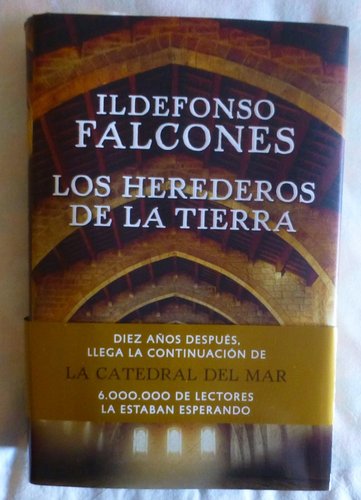 ILDEFONSO
FALCONES
LOS HEREDEROS
DE LA TIERRA
DIEZ AÑOS DESPUÉS,
LLEGA LA CONTINUACIÓN DE
LA CATEDRAL DEL MAR
6.000.000 DE LECTORES
LA ESTABAN ESPERANDO